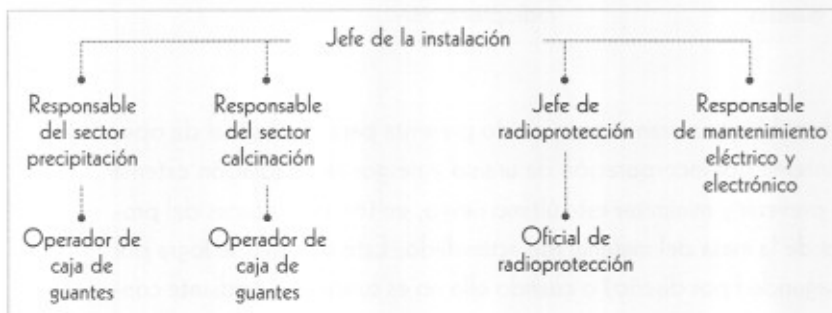 Jefe de la instalación
Responsable
del sector
precipitación
Responsable
del sector
calcinación
Jefe de
radioprotección
Responsable
de mantenimiento
eléctrico y
electrónico
Operador de
caja de
guantes
Operador de
caja de
guantes
Oficial de
radioprotección